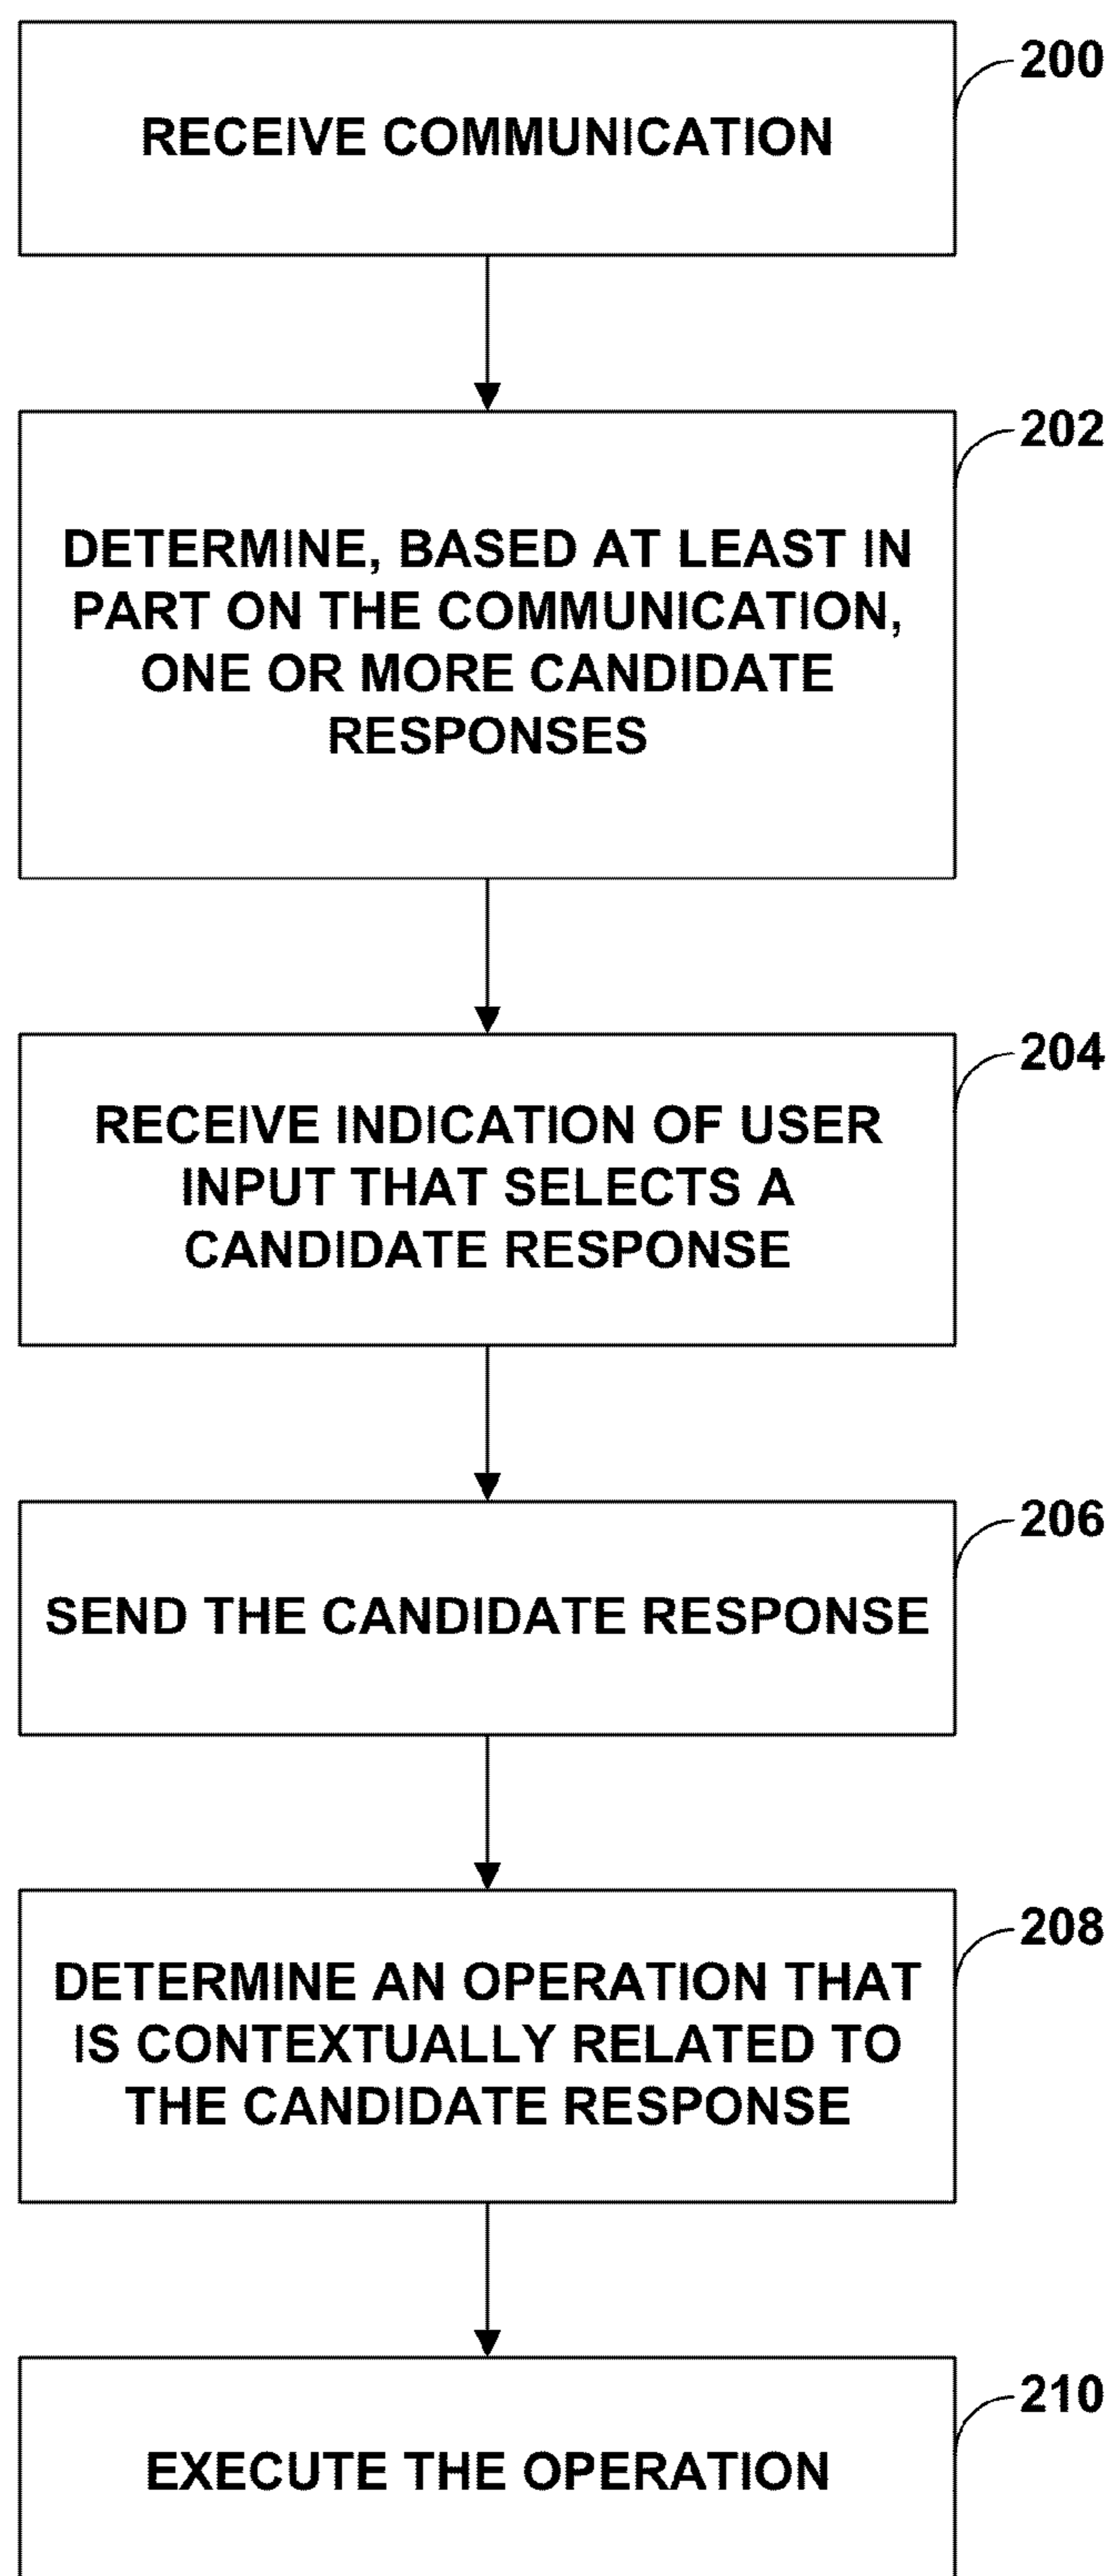 200
RECEIVE COMMUNICATION
202
DETERMINE, BASED AT LEAST IN
PART ON THE COMMUNICATION,
ONE OR MORE CANDIDATE
RESPONSES
204
RECEIVE INDICATION OF USER
INPUT THAT SELECTS A
CANDIDATE RESPONSE
206
SEND THE CANDIDATE RESPONSE
208
DETERMINE AN OPERATION THAT
IS CONTEXTUALLY RELATED TO
THE CANDIDATE RESPONSE
210
EXECUTE THE OPERATION